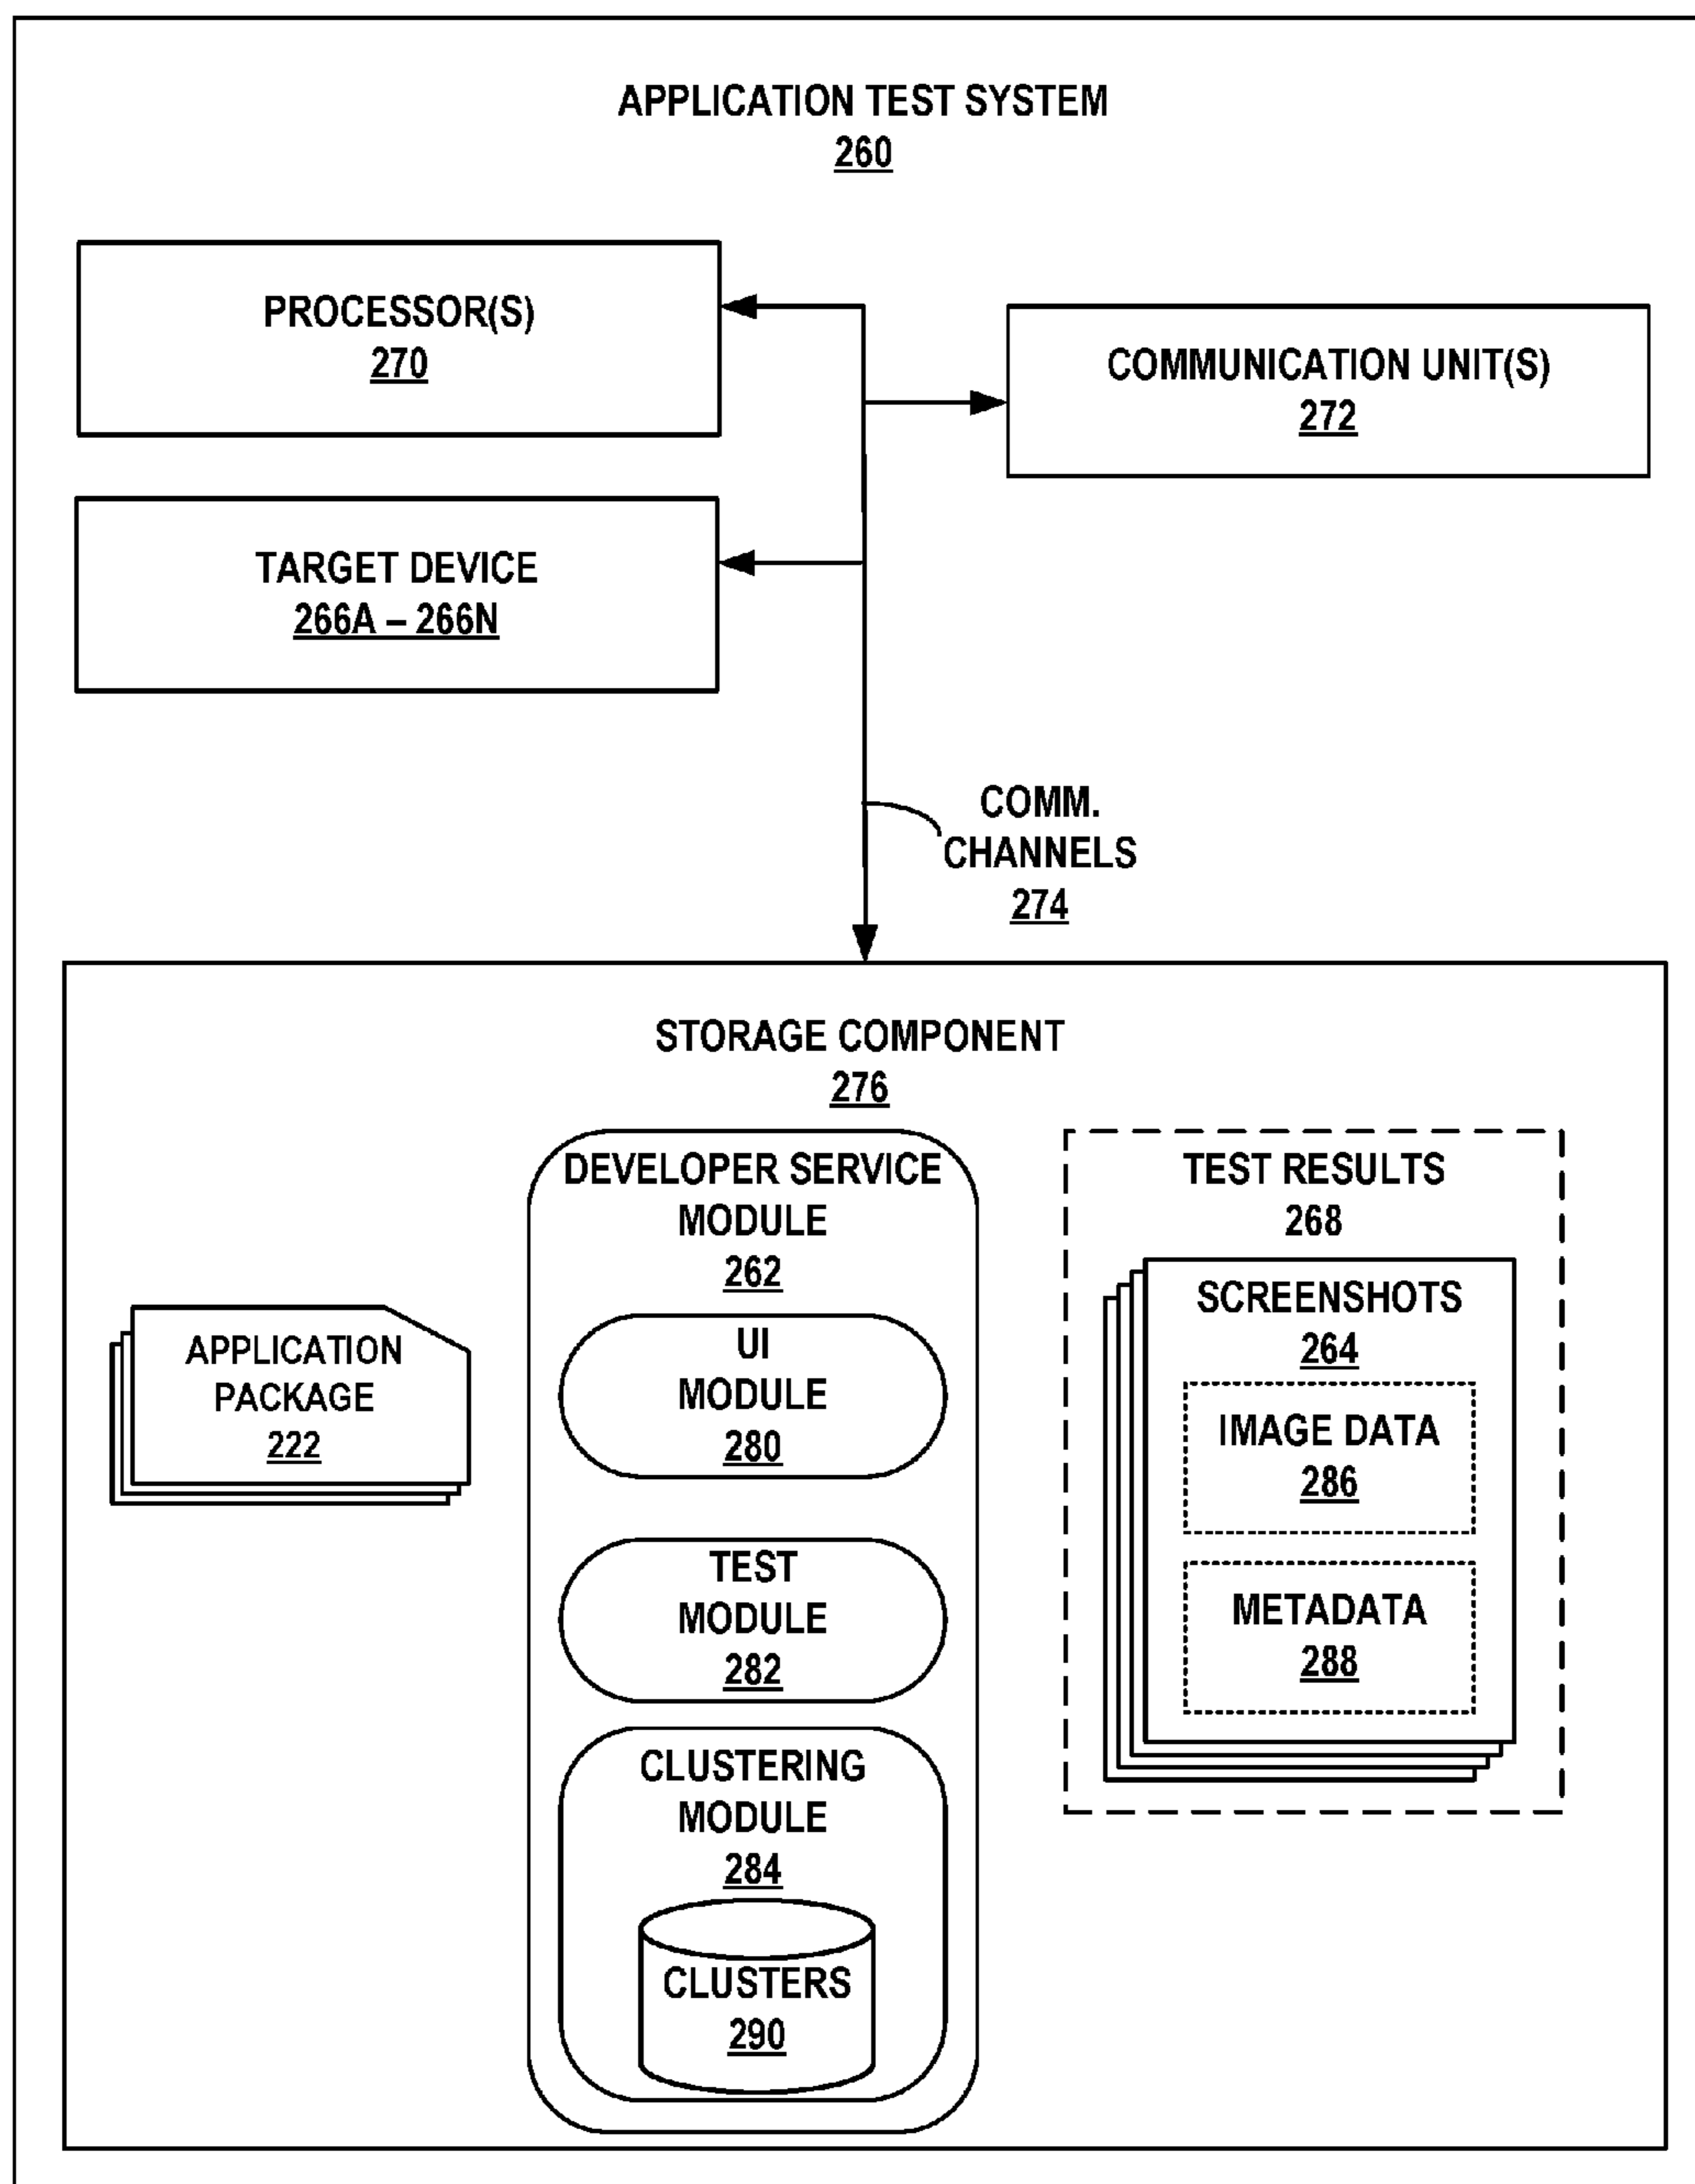 APPLICATION TEST SYSTEM
260
PROCESSOR(S)
270
COMMUNICATION UNIT(S)
272
TARGET DEVICE
266A – 266N
COMM.
CHANNELS
274
STORAGE COMPONENT
276
APPLICATION
PACKAGE
222
DEVELOPER SERVICE
MODULE
262
UI
MODULE
280
TEST
MODULE
282
CLUSTERING
MODULE
284
CLUSTERS
290
TEST RESULTS
268
SCREENSHOTS
264
IMAGE DATA
286
METADATA
288